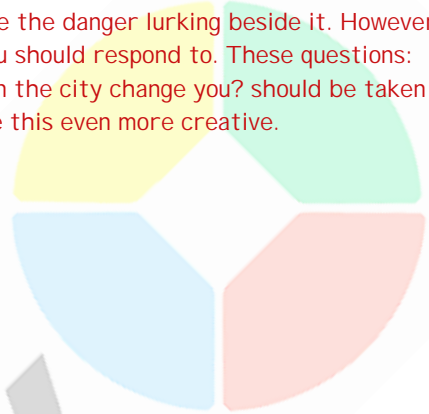 e the danger lurking beside it. However
u should respond to. These questions:
n the city change you? should be taken
e this even more creative.